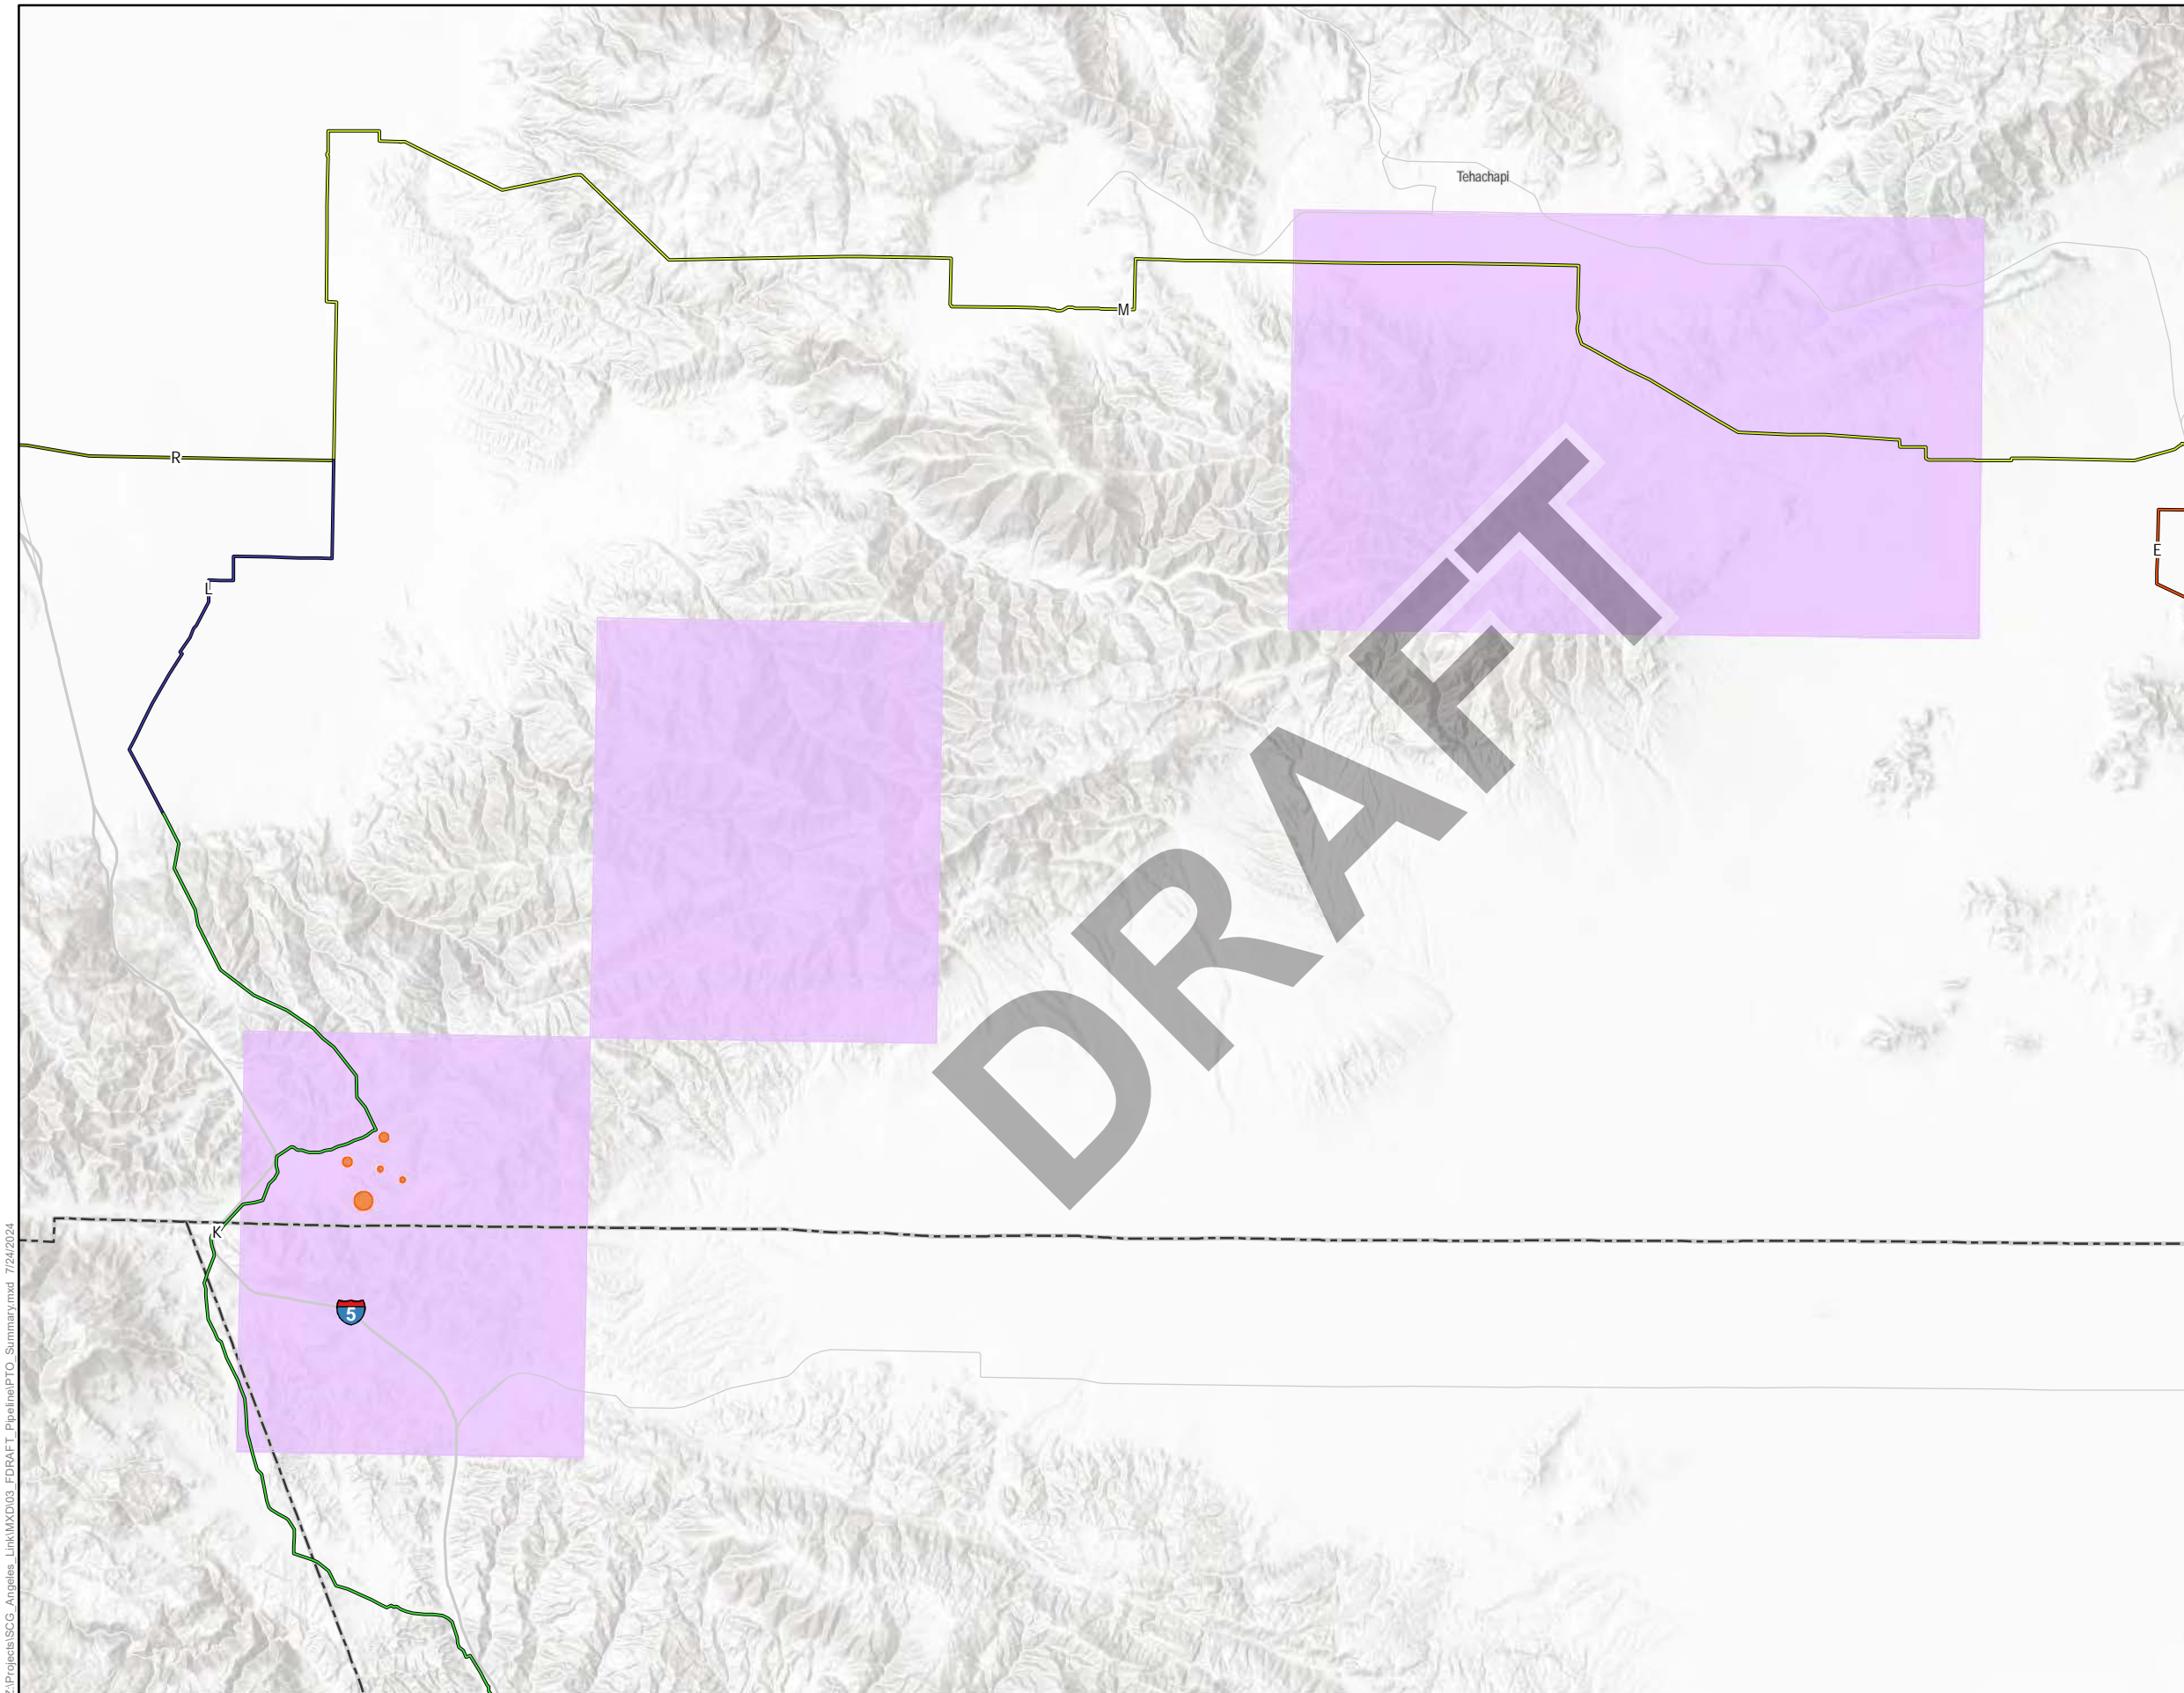 Tehachapi
M
R
E
L
DRAFT
K
5
Z:\Projects\SCG_Angeles_Link\MXD\03_FDRAFT_Pipeline\PTO_Summary.mxd 7/24/2024